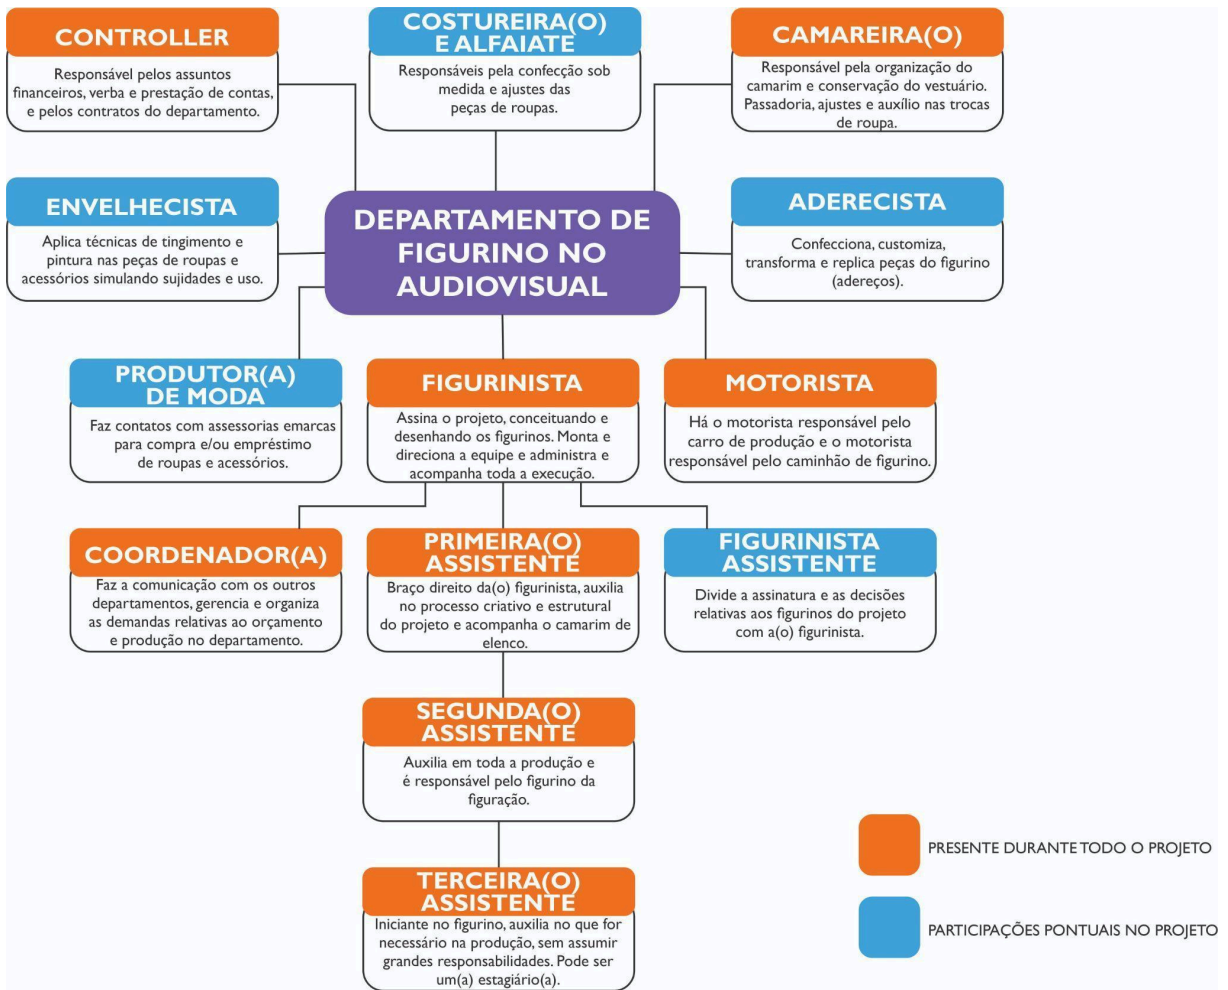 CONTROLLER
Responsável pelos assuntos
financeiros, verba e prestação de contas,
e pelos contratos do departamento.
COSTUREIRA(O)
E ALFAIATE
Responsáveis pela confecção sob
medida e ajustes das
peças de roupas.
CAMAREIRA(O)
Responsável pela organização do
camarim e conservação do vestuário.
Passadoria, ajustes e auxílio nas trocas
de roupa.
ENVELHECISTA
Aplica técnicas de tingimento e
pintura nas peças de roupas e
acessórios simulando sujidades e uso.
DEPARTAMENTO DE
FIGURINO NO
AUDIOVISUAL
ADERECISTA
Confecciona, customiza,
transforma e replica peças do figurino
(adereços).
PRODUTOR(A)
DE MODA
Faz contatos com assessorias emarcas
para compra e/ou empréstimo
de roupas e acessórios.
FIGURINISTA
Assina o projeto, conceituando e
desenhando os figurinos. Monta e
direciona a equipe e administra e
acompanha toda a execução.
MOTORISTA
Há o motorista responsável pelo
carro de produção e o motorista
responsável pelo caminhão de figurino.
COORDENADOR(A)
Faz a comunicação com os outros
departamentos, gerencia e organiza
as demandas relativas ao orçamento
e produção no departamento.
PRIMEIRA(O)
ASSISTENTE
Braço direito da(o) figurinista, auxilia
no processo criativo e estrutural
do projeto e acompanha o camarim de
elenco.
FIGURINISTA
ASSISTENTE
Divide a assinatura e as decisões
relativas aos figurinos do projeto
com a(o) figurinista.
SEGUNDA(O)
ASSISTENTE
Auxilia em toda a produção e
é responsável pelo figurino da
figuração.
TERCEIRA(O)
ASSISTENTE
Iniciante no figurino, auxilia no que for
necessário na produção, sem assumir
grandes responsabilidades. Pode ser
um(a) estagiário(a).
PRESENTE DURANTE TODO O PROJETO
PARTICIPAÇÕES PONTUAIS NO PROJETO